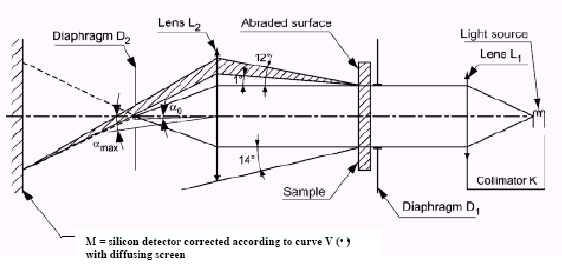 Lens L2
Abraded surface
Light source
Diaphragm D2
Lens L1
12°
1°
α0
αmax
14°
Sample
Collimator K
Diaphragm D1
M = silicon detector corrected according to curve V (• )
with diffusing screen